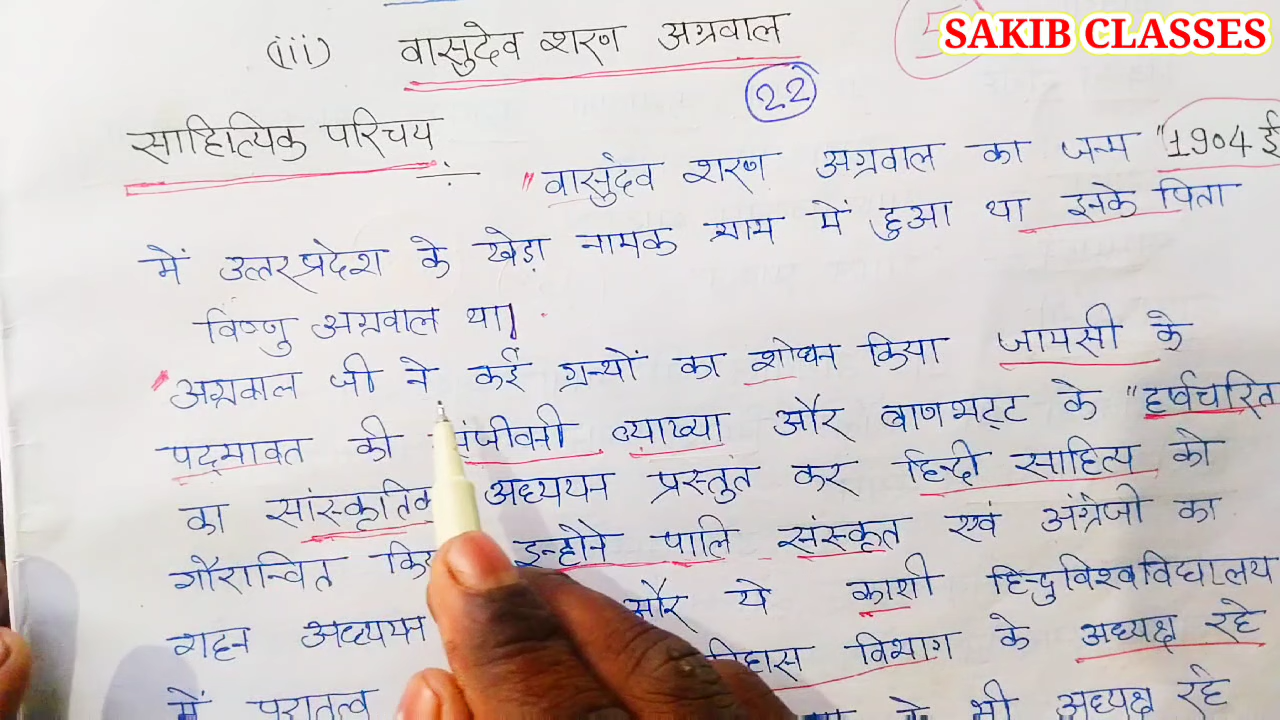 SAKIB CLASSES
5
(iii) वासुदेव शरण अग्रवाल
22
साहित्यिक परिचय
"वासुदेव शरण अग्रवाल का जन्म "1904 ई
में उत्तरप्रदेश के खेड़ा नामक ग्राम में हुआ था इनके पिता
विष्णु अग्रवाल था।
"अग्रवाल जी ने कई ग्रन्यों का शोधन किया जायसी के
पद्मावत की संजीवनी व्याख्या और बाणभट्ट के "हर्षचरित
का सांस्कृतिक अध्ययन प्रस्तुत कर हिन्दी साहित्य को
गौरान्वित इन्होने पालि संस्कृत एवं अंग्रेजी का
गहन अध्ययन और ये काशी हिन्दुविश्वविद्यालय
में पुरातत्व विभाग के अध्यक्ष रहे
भी अध्यक्ष रहे